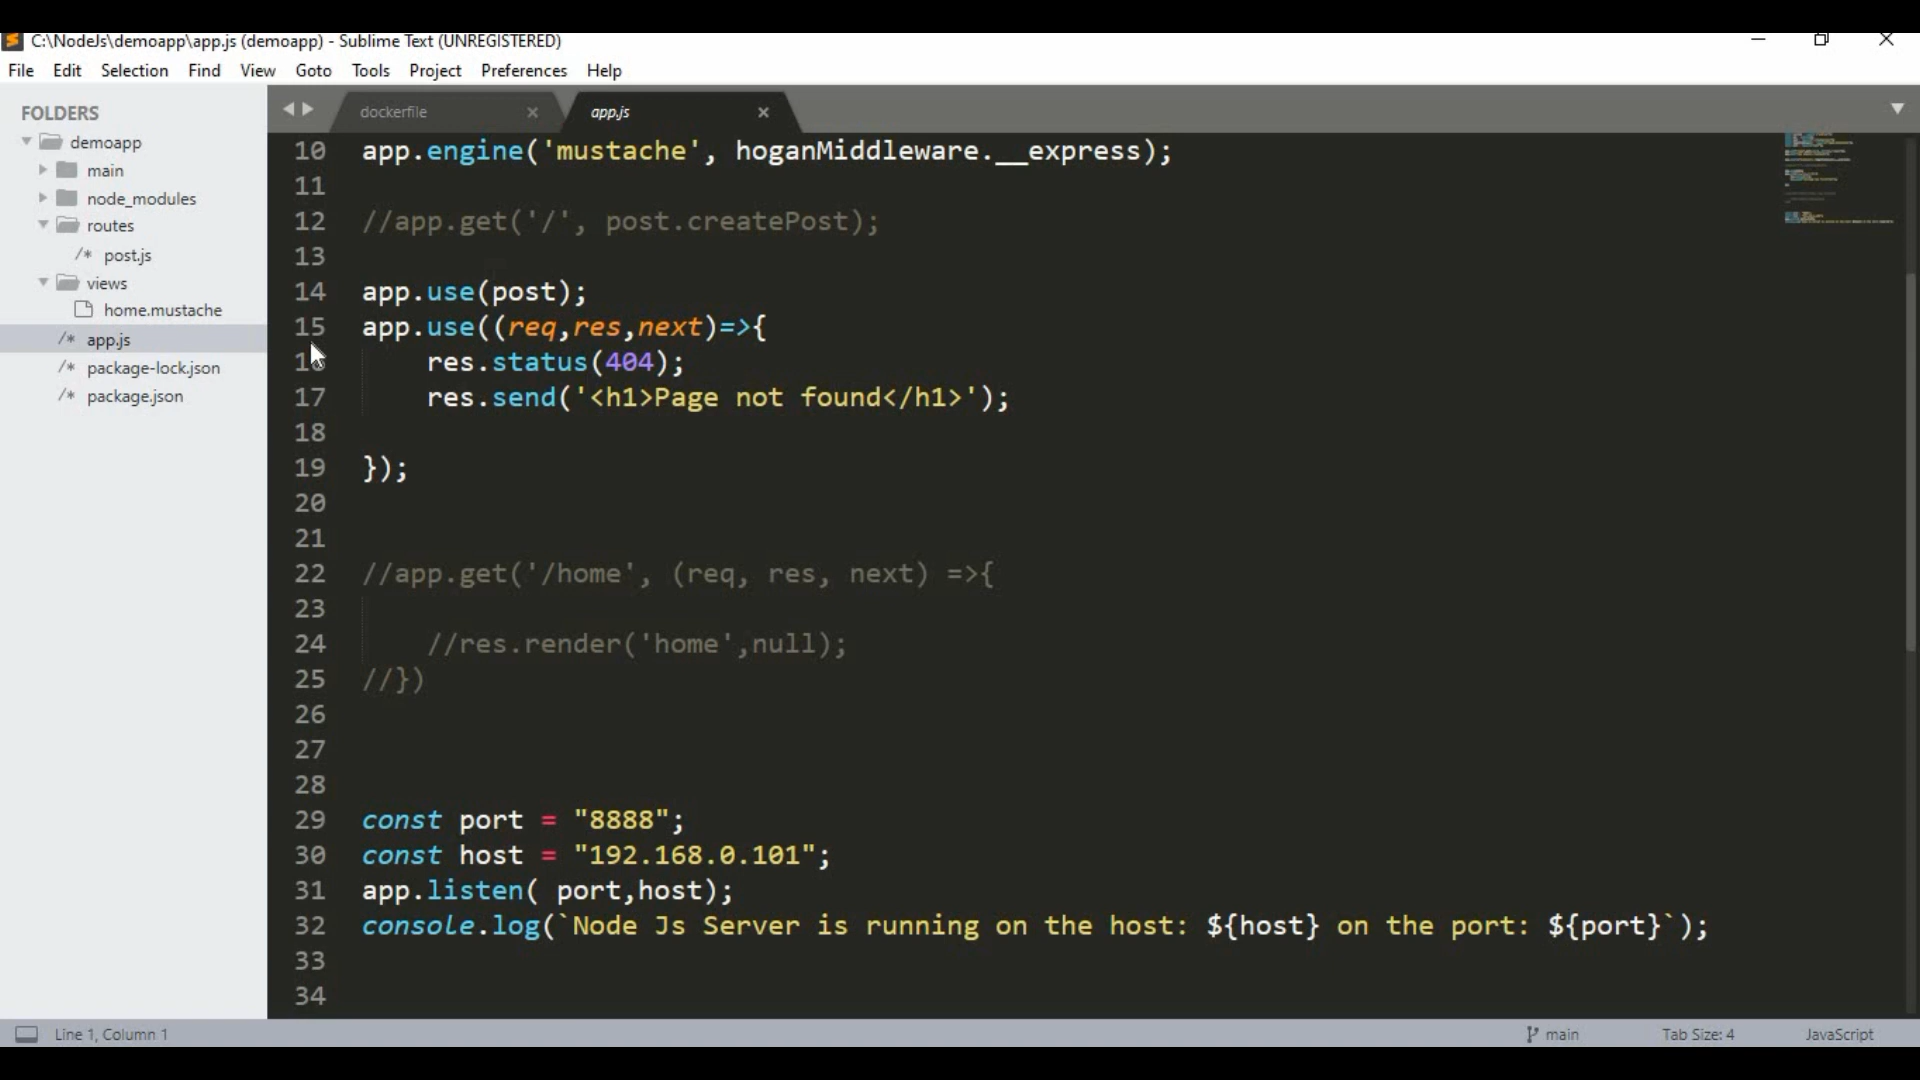 C:\NodeJs\demoapp\app.js (demoapp) - Sublime Text (UNREGISTERED)
File Edit Selection Find View Goto Tools Project Preferences Help
FOLDERS
demoapp
main
node_modules
routes
/* post.js
views
home.mustache
/* app.js
/* package-lock.json
/* package.json
dockerfile × app.js ×
10 app.engine('mustache', hoganMiddleware.__express);
11
12 //app.get('/', post.createPost);
13
14 app.use(post);
15 app.use((req,res,next)=>{
16 res.status(404);
17 res.send('<h1>Page not found</h1>');
18
19 });
20
21
22 //app.get('/home', (req, res, next) =>{
23
24 //res.render('home',null);
25 //})
26
27
28
29 const port = "8888";
30 const host = "192.168.0.101";
31 app.listen( port,host);
32 console.log(`Node Js Server is running on the host: ${host} on the port: ${port}`);
33
34
Line 1, Column 1 main Tab Size: 4 JavaScript